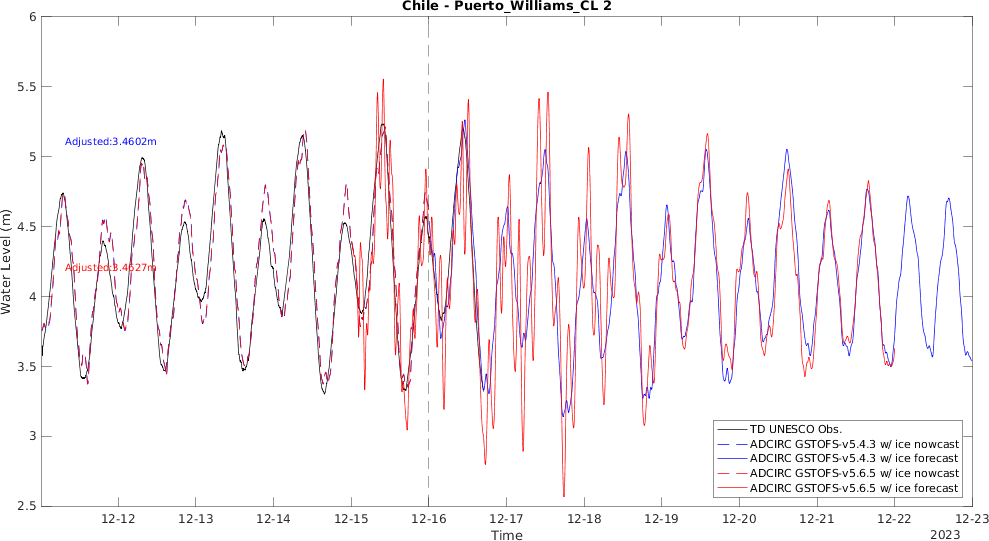 Chile - Puerto_Williams_CL 2
6
5.5
5
4.5
4
3.5
3
2.5
Water Level (m)
Adjusted:3.4602m
Adjusted:3.4627m
TD UNESCO Obs.
ADCIRC GSTOFS-v5.4.3 w/ ice nowcast
ADCIRC GSTOFS-v5.4.3 w/ ice forecast
ADCIRC GSTOFS-v5.6.5 w/ ice nowcast
ADCIRC GSTOFS-v5.6.5 w/ ice forecast
12-12 12-13 12-14 12-15 12-16 12-17 12-18 12-19 12-20 12-21 12-22 12-23
Time
2023